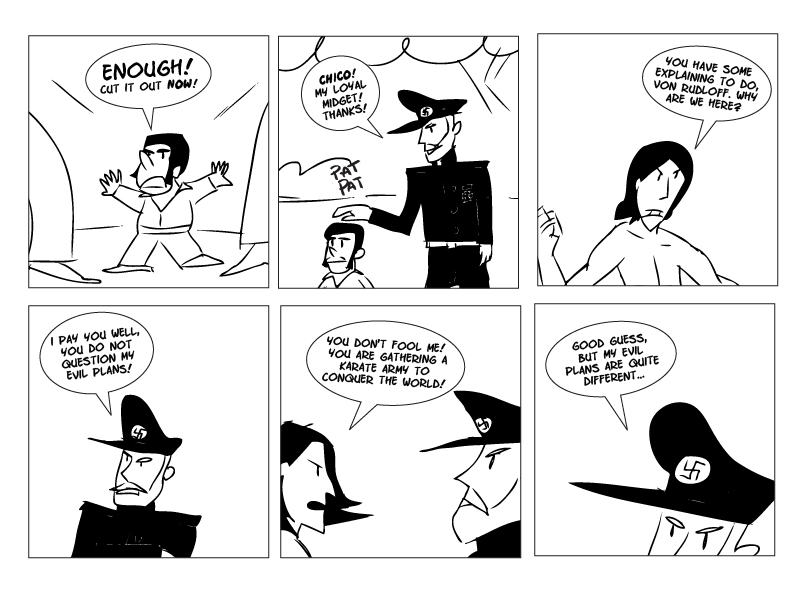 ENOUGH!
CUT IT OUT NOW!
CHICO!
MY LOYAL
MIDGET!
THANKS!
PAT
PAT
YOU HAVE SOME
EXPLAINING TO DO,
VON RUDLOFF. WHY
ARE WE HERE?
I PAY YOU WELL,
YOU DO NOT
QUESTION MY
EVIL PLANS!
YOU DON'T FOOL ME!
YOU ARE GATHERING A
KARATE ARMY TO
CONQUER THE WORLD!
GOOD GUESS,
BUT MY EVIL
PLANS ARE QUITE
DIFFERENT...